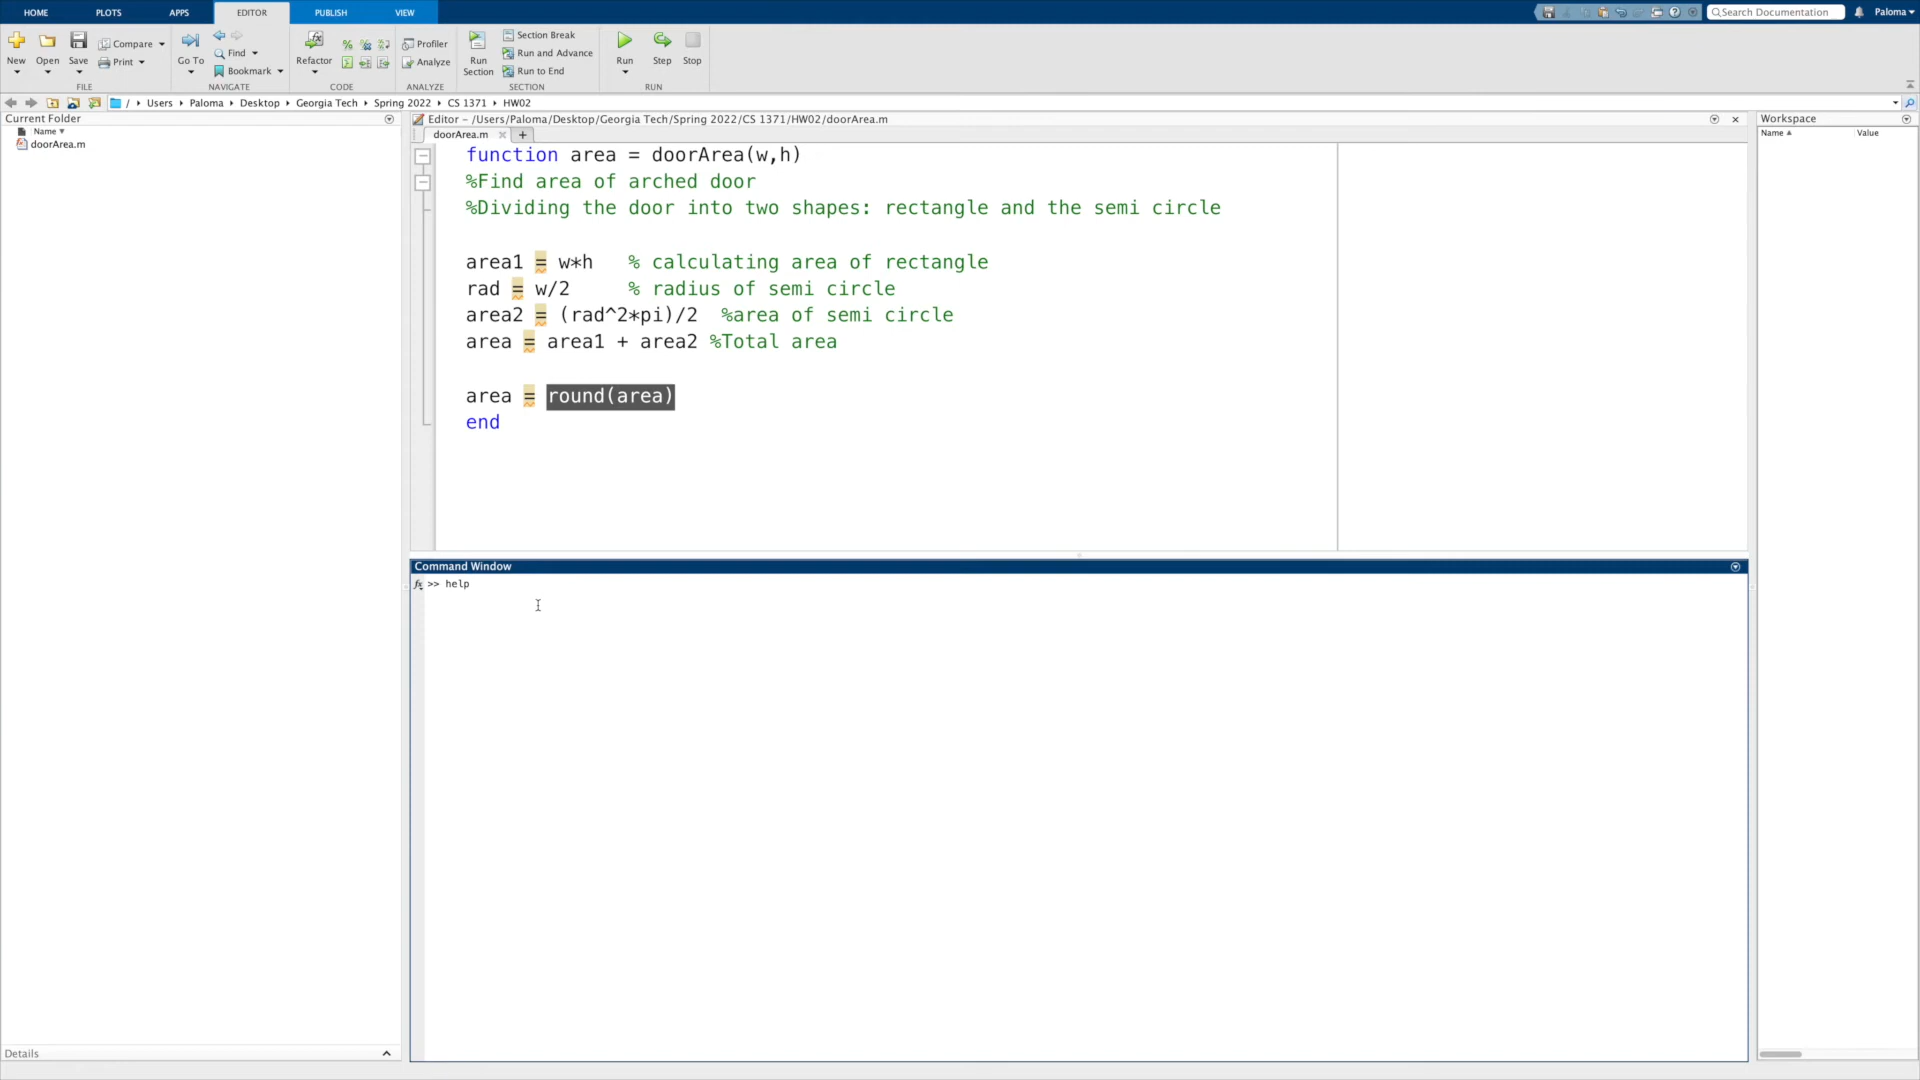 HOME PLOTS APPS EDITOR PUBLISH VIEW
Search Documentation Paloma
New Open Save Compare Print
FILE
Go To Find Bookmark
NAVIGATE
Refactor
CODE
Profiler
Analyze
ANALYZE
Run Section
Section Break
Run and Advance
Run to End
SECTION
Run Step Stop
RUN
/ Users Paloma Desktop Georgia Tech Spring 2022 CS 1371 HW02
Current Folder
Name
doorArea.m
Details
Editor - /Users/Paloma/Desktop/Georgia Tech/Spring 2022/CS 1371/HW02/doorArea.m
doorArea.m +
function area = doorArea(w,h)
%Find area of arched door
%Dividing the door into two shapes: rectangle and the semi circle
area1 = w*h % calculating area of rectangle
rad = w/2 % radius of semi circle
area2 = (rad^2*pi)/2 %area of semi circle
area = area1 + area2 %Total area
area = round(area)
end
Command Window
fx >> help
Workspace
Name Value